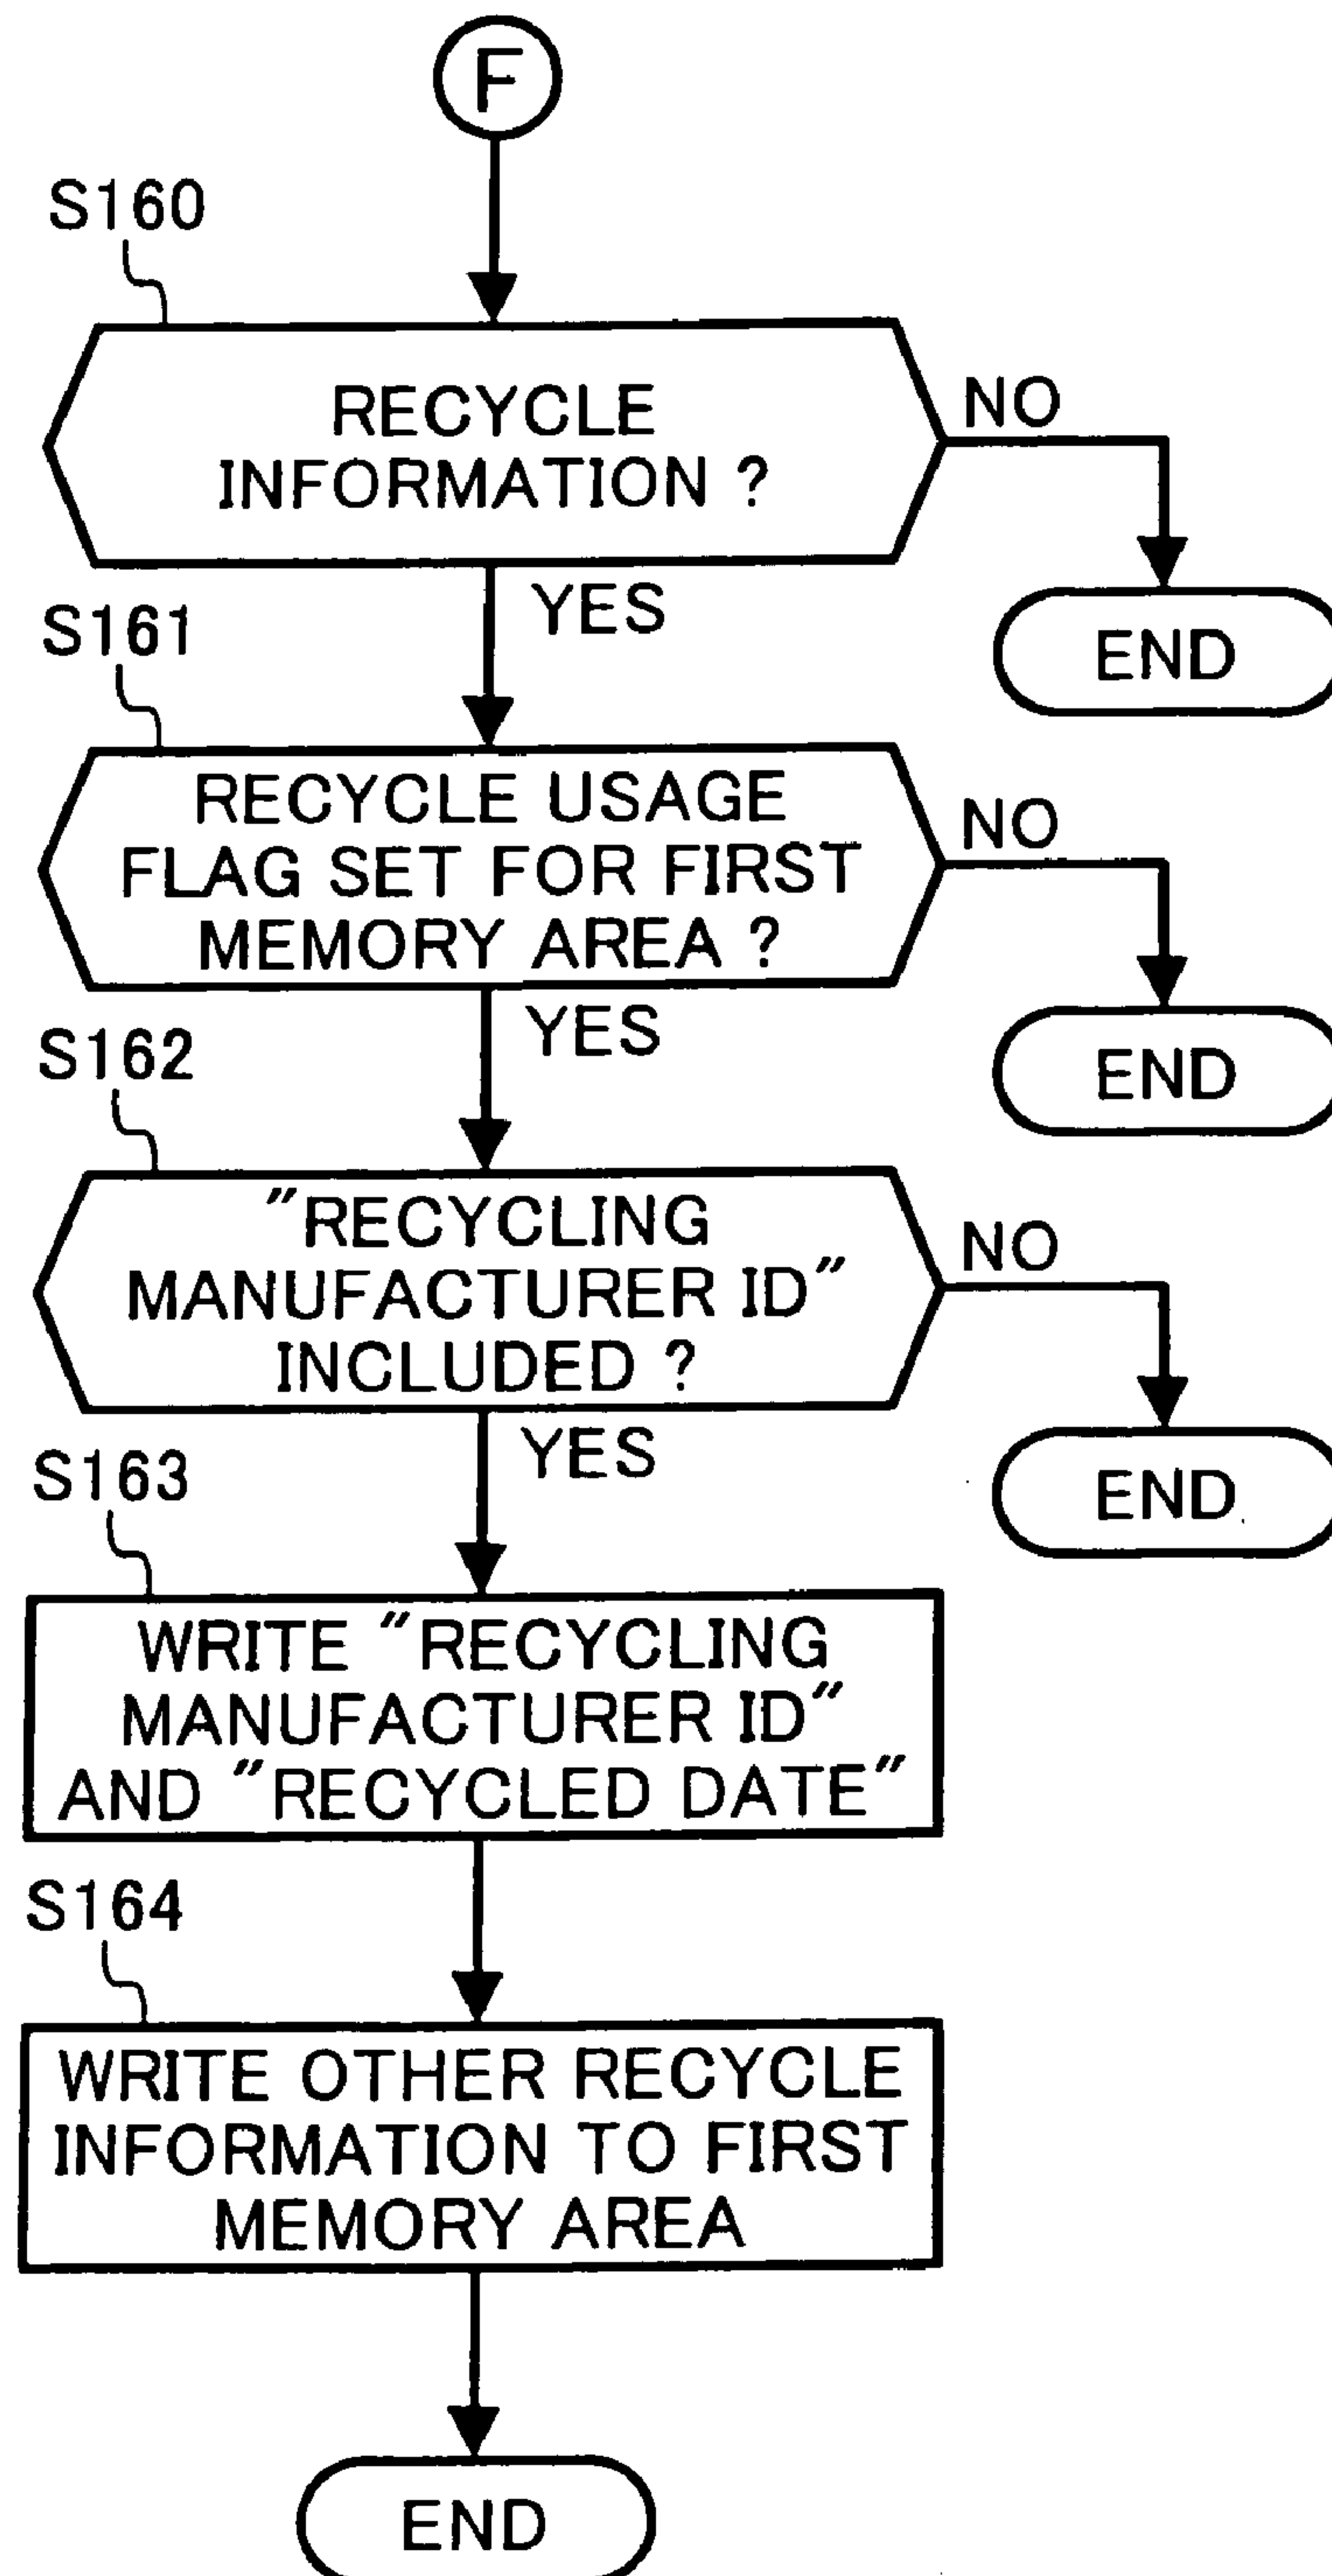 F
S160
RECYCLE
INFORMATION ?
NO
END
YES
S161
RECYCLE USAGE
FLAG SET FOR FIRST
MEMORY AREA ?
NO
END
YES
S162
"RECYCLING
MANUFACTURER ID"
INCLUDED ?
NO
END
YES
S163
WRITE "RECYCLING
MANUFACTURER ID"
AND "RECYCLED DATE"
S164
WRITE OTHER RECYCLE
INFORMATION TO FIRST
MEMORY AREA
END